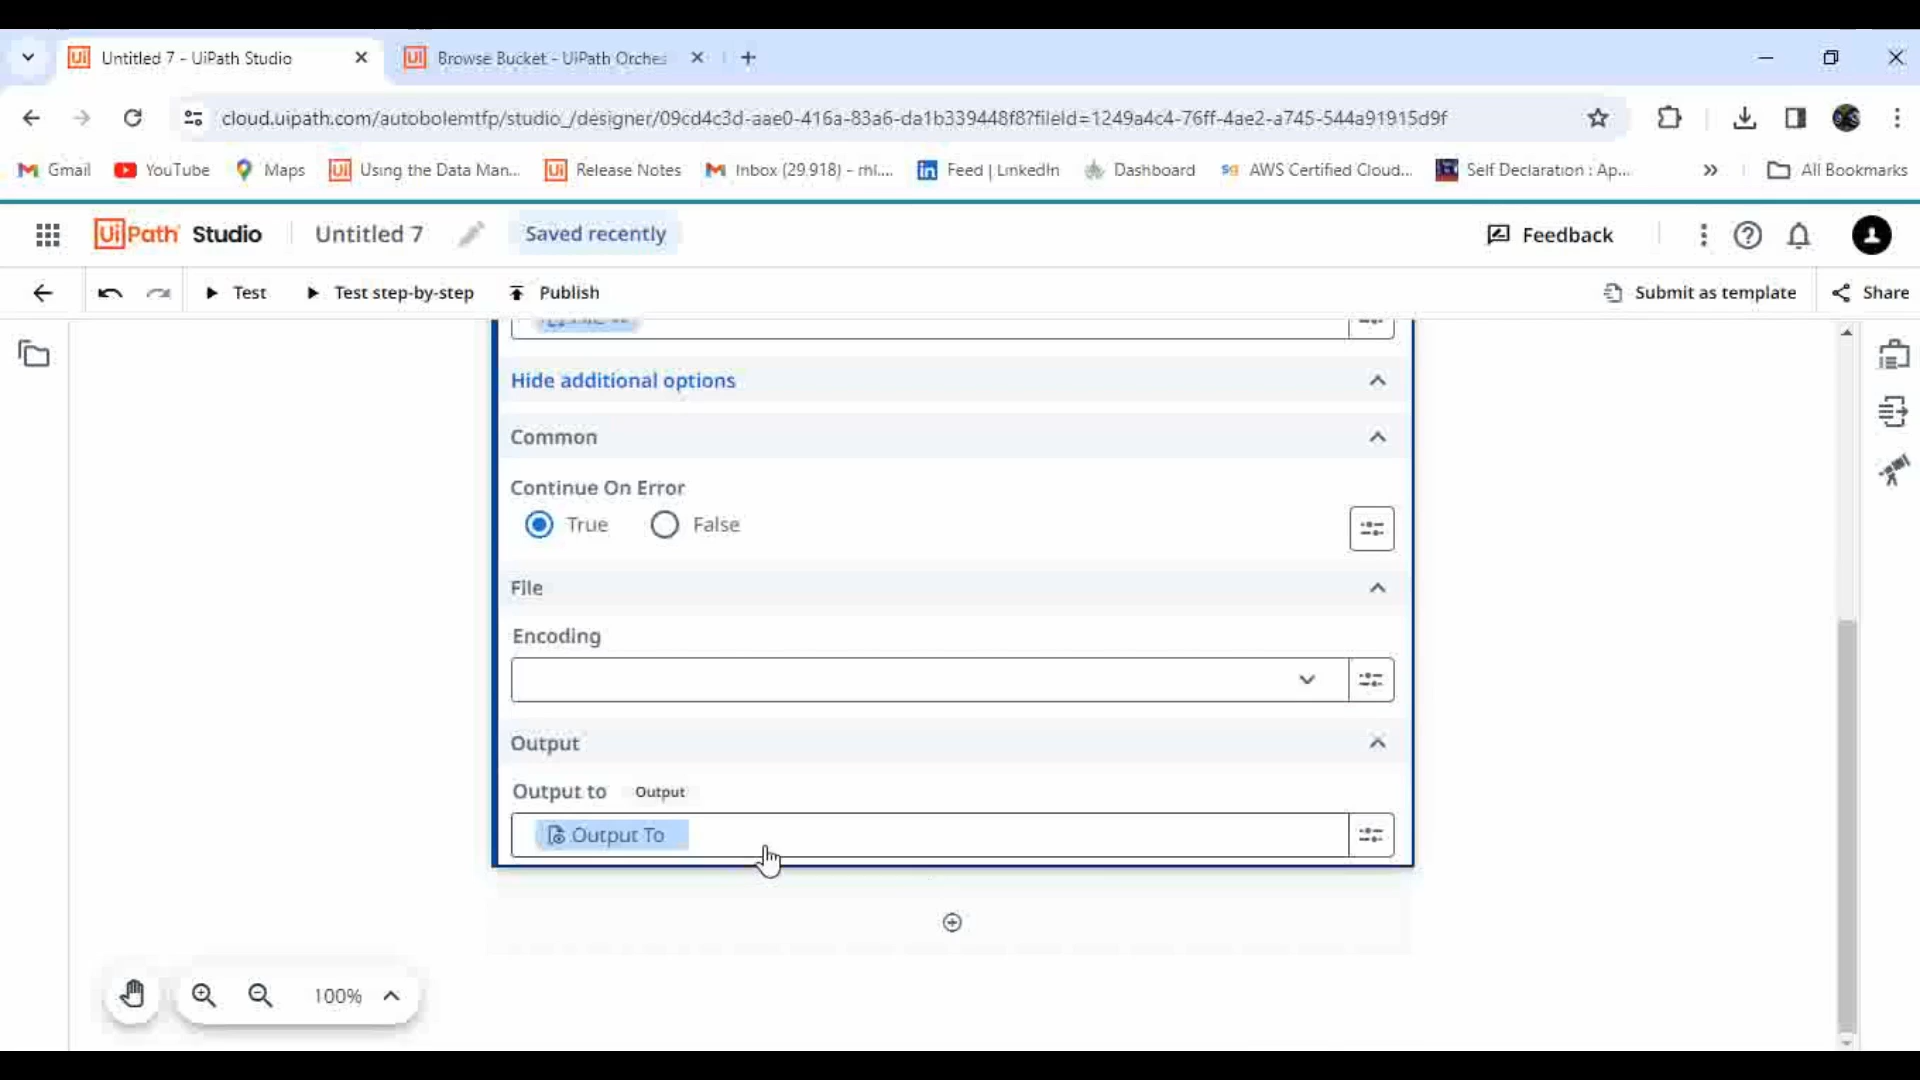 Untitled 7 - UiPath Studio
Browse Bucket - UiPath Orches
cloud.uipath.com/autobolemtfp/studio_/designer/09cd4c3d-aae0-416a-83a6-da1b339448f8?fileId=1249a4c4-76ff-4ae2-a745-544a91915d9f
Gmail
YouTube
Maps
Using the Data Man...
Release Notes
Inbox (29,918) - mi....
Feed | LinkedIn
Dashboard
AWS Certified Cloud...
Self Declaration : Ap...
All Bookmarks
UiPath Studio
Untitled 7
Saved recently
Feedback
Test
Test step-by-step
Publish
Submit as template
Share
Hide additional options
Common
Continue On Error
True
False
File
Encoding
Output
Output to Output
Output To
100%